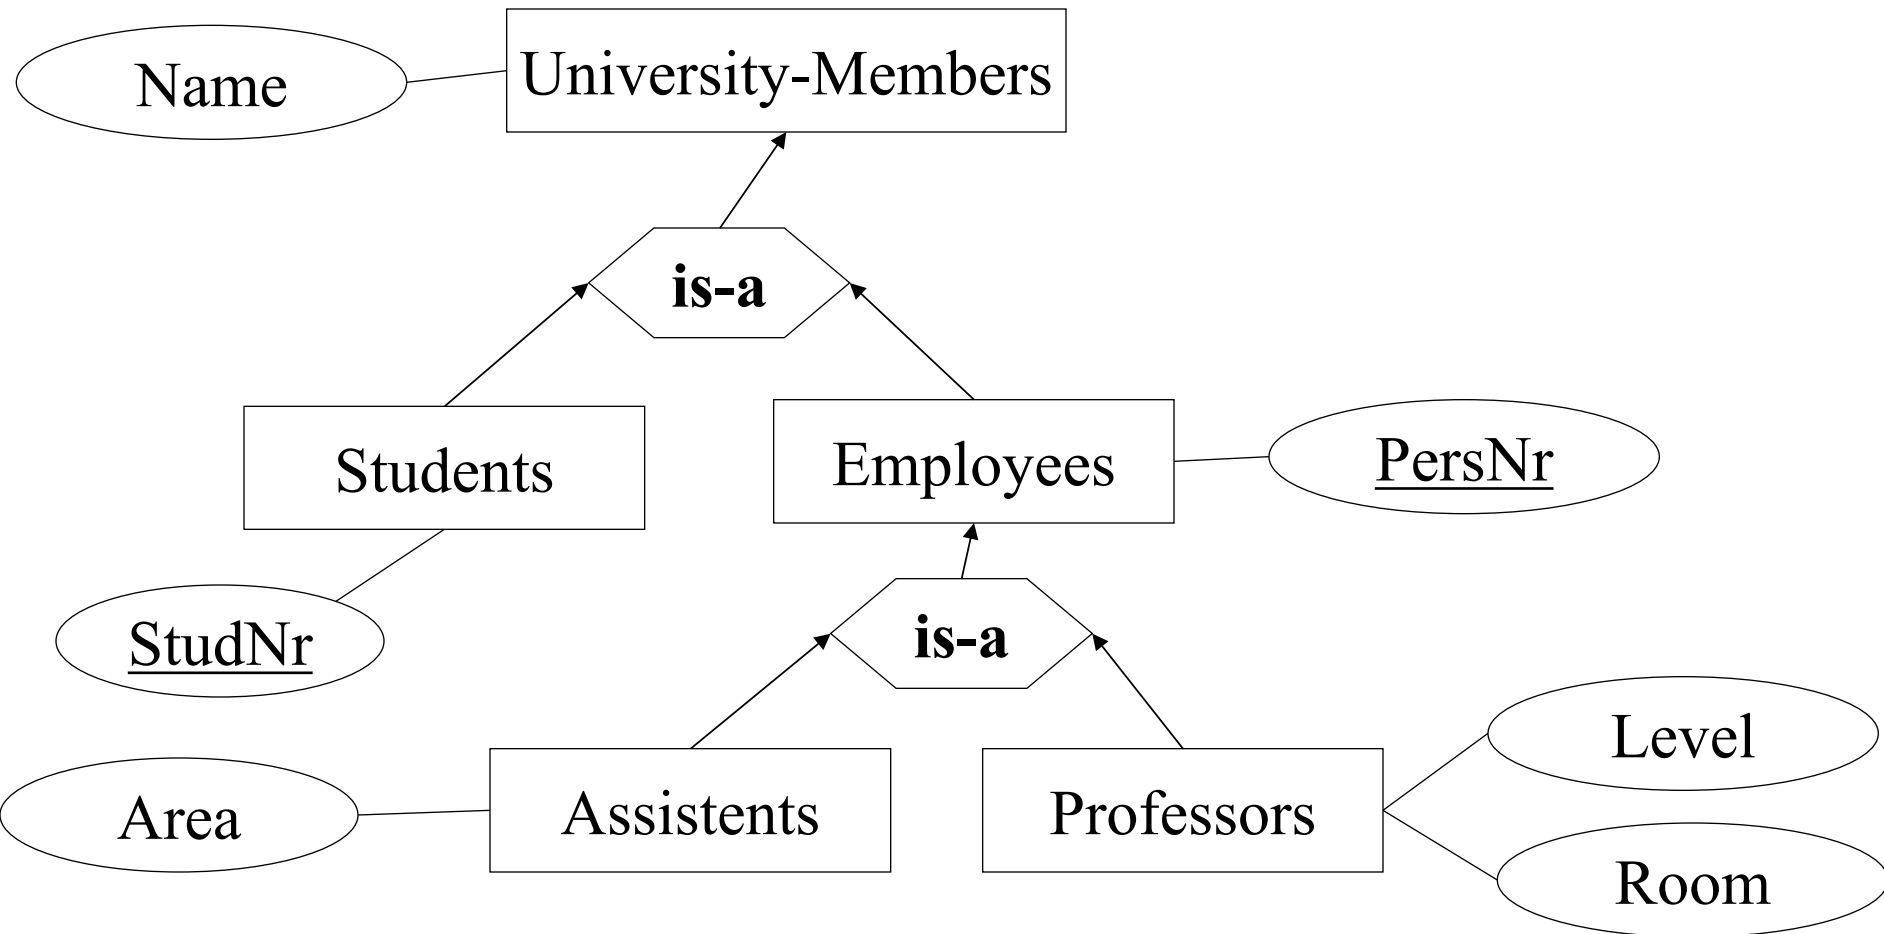 Name
University-Members
is-a
Students
Employees
PersNr
StudNr
is-a
Area
Assistents
Professors
Level
Room